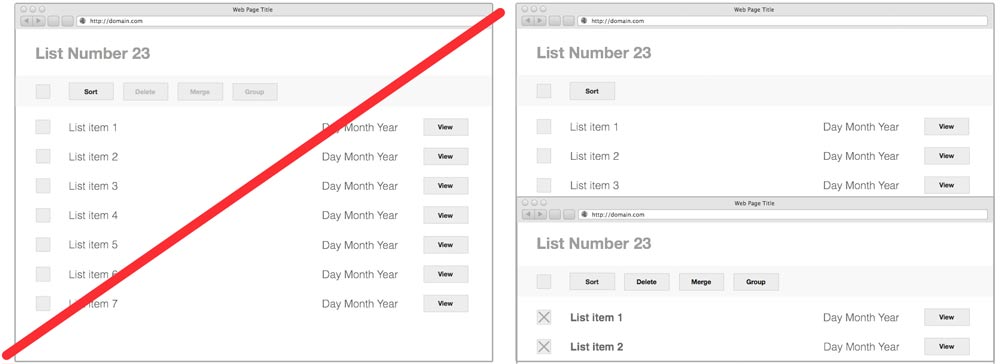 Web Page Title
http://domain.com
List Number 23
Sort Delete Merge Group
List item 1 Day Month Year View
List item 2 Day Month Year View
List item 3 Day Month Year View
List item 4 Day Month Year View
List item 5 Day Month Year View
List item 6 Day Month Year View
List item 7 Day Month Year View
Web Page Title
http://domain.com
List Number 23
Sort
List item 1 Day Month Year View
List item 2 Day Month Year View
List item 3 Day Month Year View
Web Page Title
http://domain.com
List Number 23
Sort Delete Merge Group
List item 1 Day Month Year View
List item 2 Day Month Year View